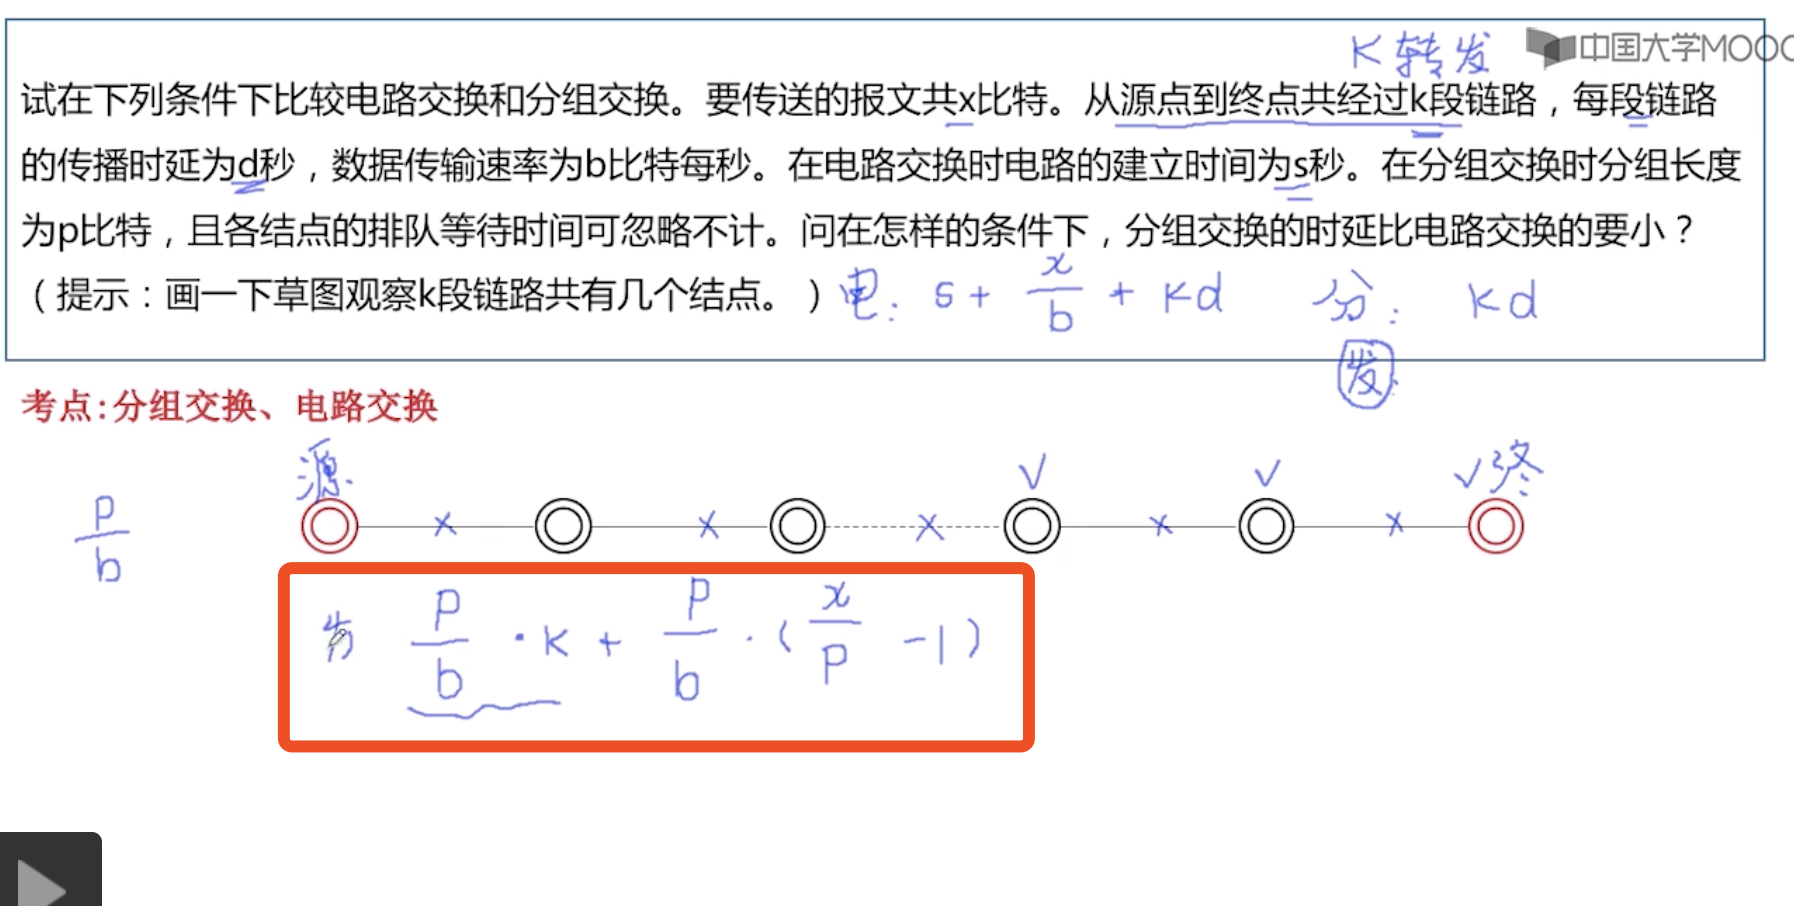 K 转发
中国大学MOOC
试在下列条件下比较电路交换和分组交换。要传送的报文共x比特。从源点到终点共经过k段链路，每段链路
的传播时延为d秒，数据传输速率为b比特每秒。在电路交换时电路的建立时间为s秒。在分组交换时分组长度
为p比特，且各结点的排队等待时间可忽略不计。问在怎样的条件下，分组交换的时延比电路交换的要小？
（提示：画一下草图观察k段链路共有几个结点。）电: s + x/b + kd 分: kd
发
考点:分组交换、电路交换
源 √ √ √ 终
p/b
x x x x x
p/b · k + p/b · (x/p - 1)